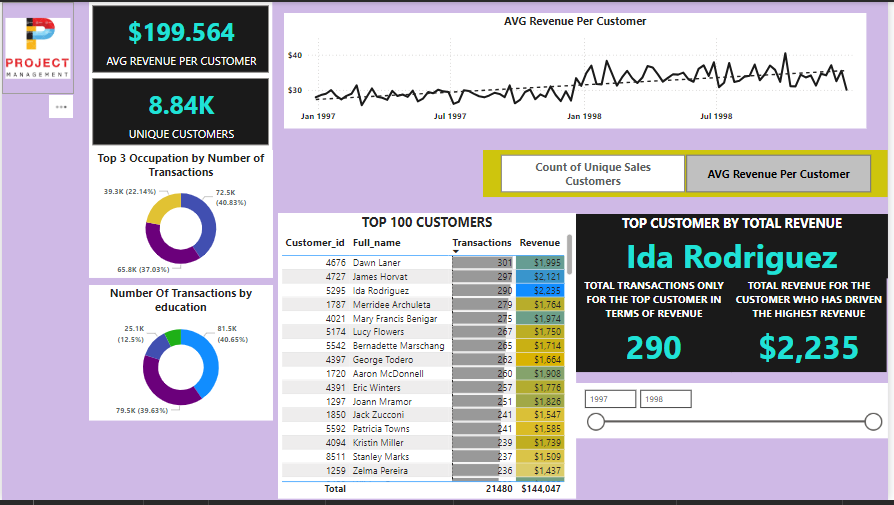 PROJECT
MANAGEMENT
$199.564
AVG REVENUE PER CUSTOMER
8.84K
UNIQUE CUSTOMERS
AVG Revenue Per Customer
$40
$30
Jan 1997
Jul 1997
Jan 1998
Jul 1998
Top 3 Occupation by Number of
Transactions
39.3K (22.14%)
72.5K
(40.83%)
65.8K (37.03%)
Number Of Transactions by
education
25.1K
(12.5%)
81.5K
(40.65%)
79.5K (39.63%)
Count of Unique Sales
Customers
AVG Revenue Per Customer
TOP 100 CUSTOMERS
Customer_id Full_name Transactions Revenue
4676 Dawn Laner 301 $1,995
4727 James Horvat 297 $2,121
5295 Ida Rodriguez 290 $2,235
1787 Merridee Archuleta 279 $1,764
4021 Mary Francis Benigar 275 $1,974
5174 Lucy Flowers 267 $1,750
5542 Bernadette Marschang 265 $1,714
4397 George Todero 262 $1,664
1720 Aaron McDonnell 260 $1,908
4391 Eric Winters 257 $1,776
1297 Joann Mramor 251 $1,826
1850 Jack Zucconi 241 $1,547
5592 Patricia Towns 241 $1,585
4094 Kristin Miller 239 $1,739
8511 Stanley Marks 237 $1,509
1259 Zelma Pereira 236 $1,437
Total 21480 $144,047
TOP CUSTOMER BY TOTAL REVENUE
Ida Rodriguez
TOTAL TRANSACTIONS ONLY
FOR THE TOP CUSTOMER IN
TERMS OF REVENUE
290
TOTAL REVENUE FOR THE
CUSTOMER WHO HAS DRIVEN
THE HIGHEST REVENUE
$2,235
1997
1998